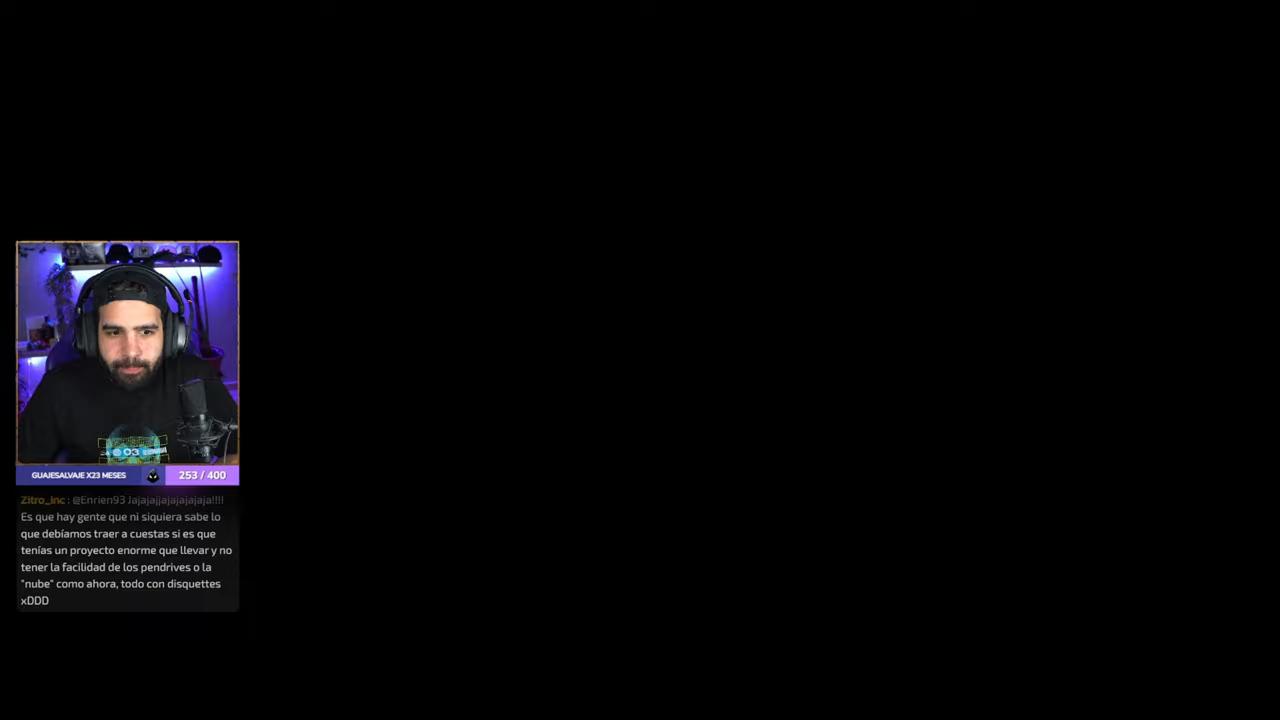 03
GUAJESALVAJE X23 MESES
253 / 400
Zitro_inc : @Enrien93 Jajajajjajajajajaja!!!!
Es que hay gente que ni siquiera sabe lo
que debíamos traer a cuestas si es que
tenías un proyecto enorme que llevar y no
tener la facilidad de los pendrives o la
"nube" como ahora, todo con disquettes
xDDD